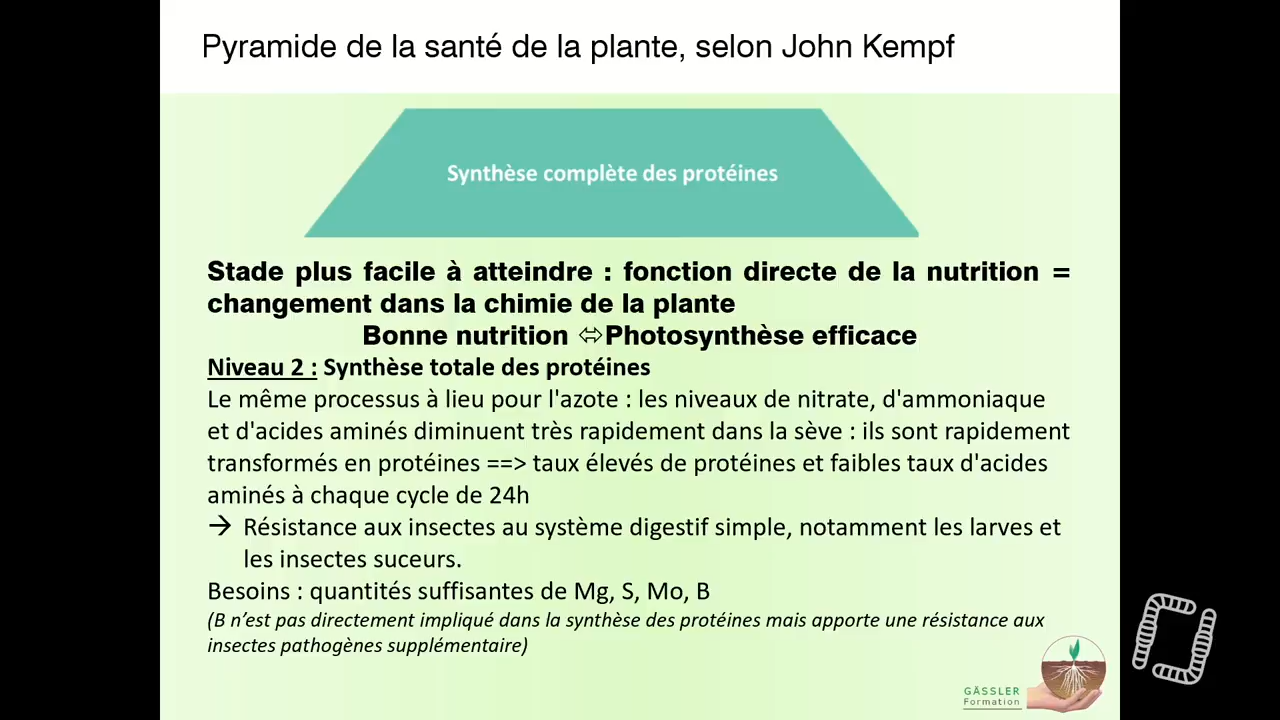 Pyramide de la santé de la plante, selon John Kempf
Synthèse complète des protéines
Stade plus facile à atteindre : fonction directe de la nutrition =
changement dans la chimie de la plante
Bonne nutrition ⬄Photosynthèse efficace
Niveau 2 : Synthèse totale des protéines
Le même processus à lieu pour l'azote : les niveaux de nitrate, d'ammoniaque
et d'acides aminés diminuent très rapidement dans la sève : ils sont rapidement
transformés en protéines ==> taux élevés de protéines et faibles taux d'acides
aminés à chaque cycle de 24h
→ Résistance aux insectes au système digestif simple, notamment les larves et
les insectes suceurs.
Besoins : quantités suffisantes de Mg, S, Mo, B
(B n’est pas directement impliqué dans la synthèse des protéines mais apporte une résistance aux
insectes pathogènes supplémentaire)
GÄSSLER
Formation